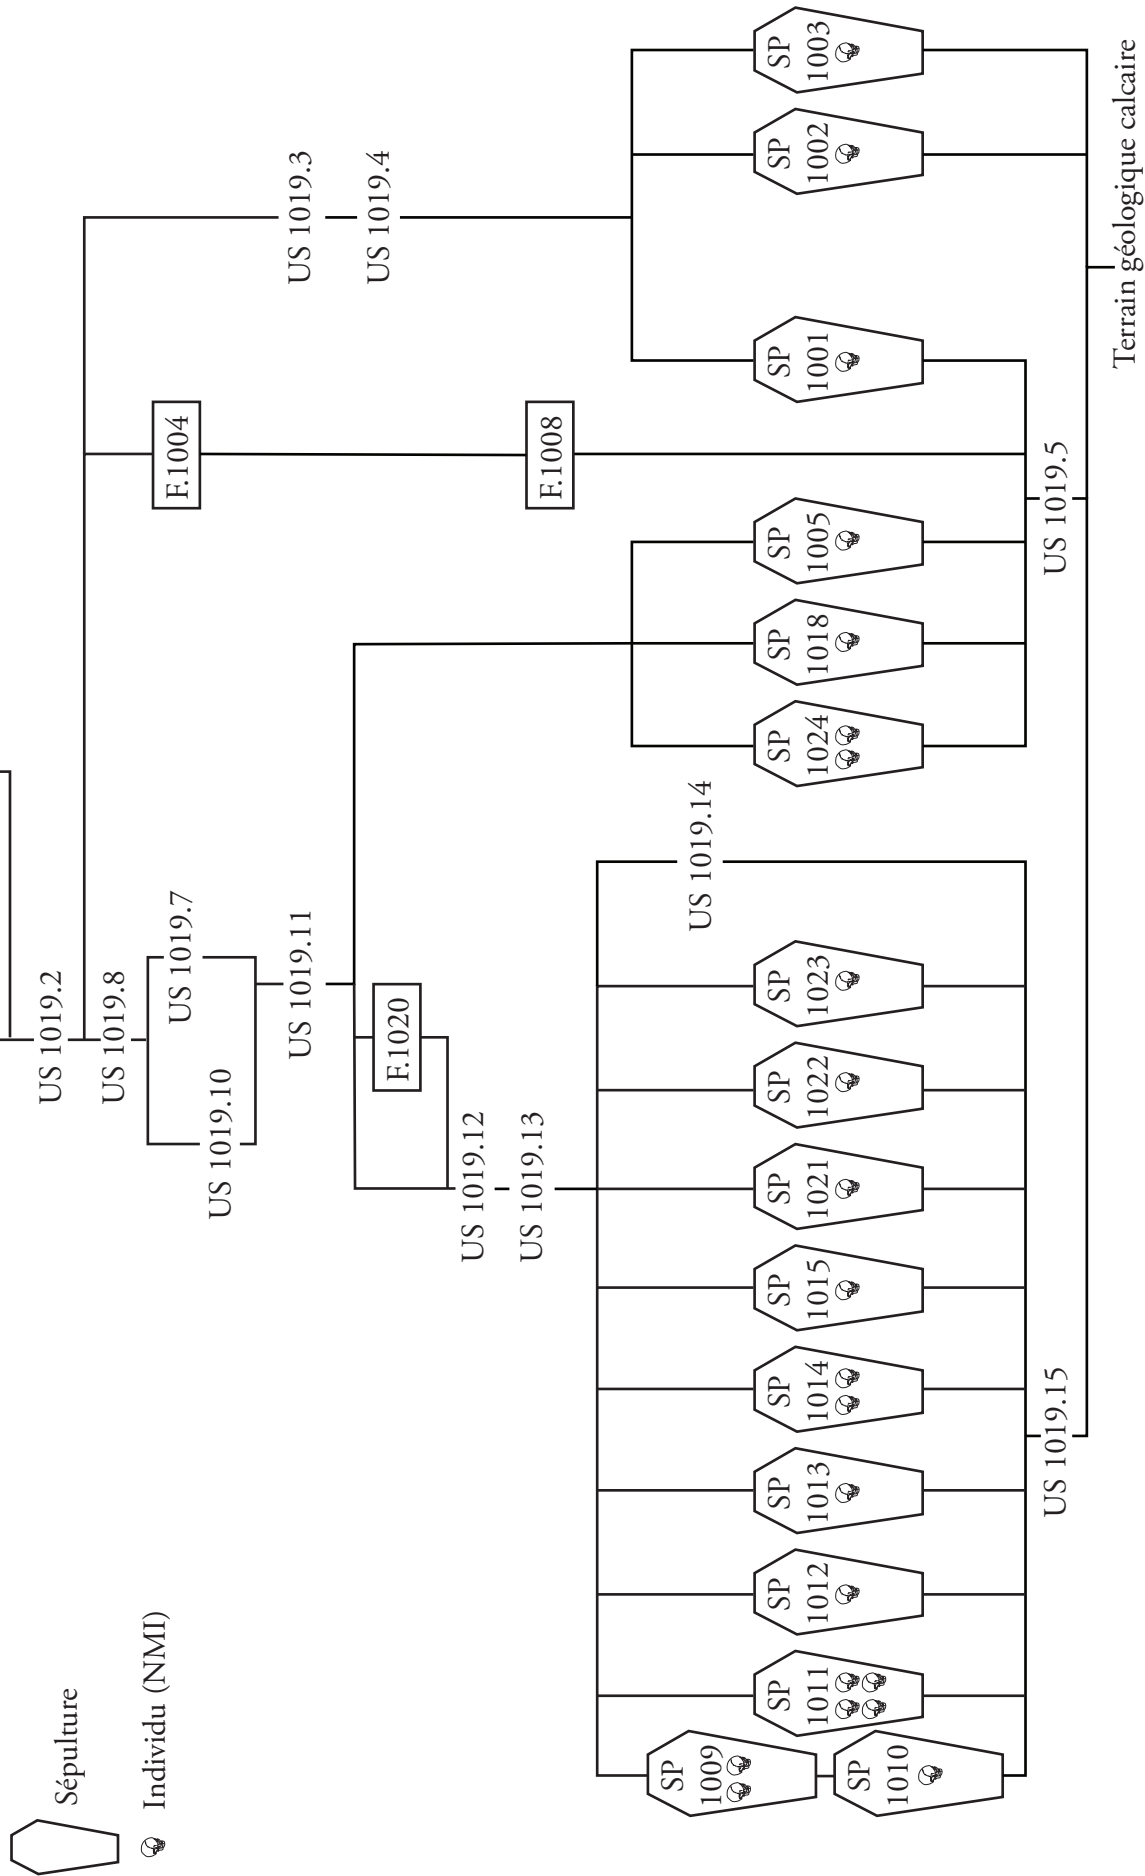 Sépulture
Individu (NMI)
US 1019.2
US 1019.8
US 1019.10
US 1019.7
US 1019.11
F.1020
US 1019.12
US 1019.13
US 1019.14
F.1004
F.1008
US 1019.3
US 1019.4
SP
1009
SP
1010
SP
1011
SP
1012
SP
1013
SP
1014
SP
1015
SP
1021
SP
1022
SP
1023
SP
1024
SP
1018
SP
1005
SP
1001
SP
1002
SP
1003
US 1019.15
US 1019.5
Terrain géologique calcaire